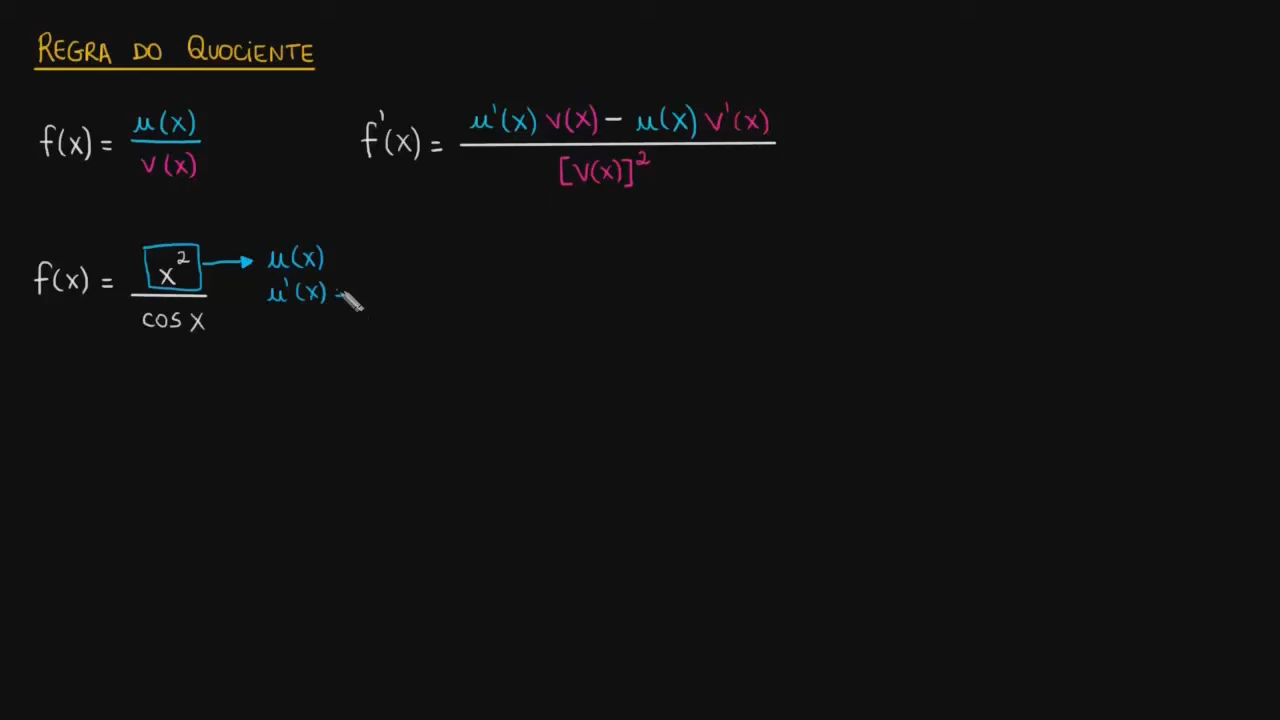 REGRA DO QUOCIENTE
f(x) = u(x) / v(x)
f'(x) = u'(x) v(x) - u(x) v'(x) / [v(x)]²
f(x) = x² / cos x
u(x)
u'(x) =